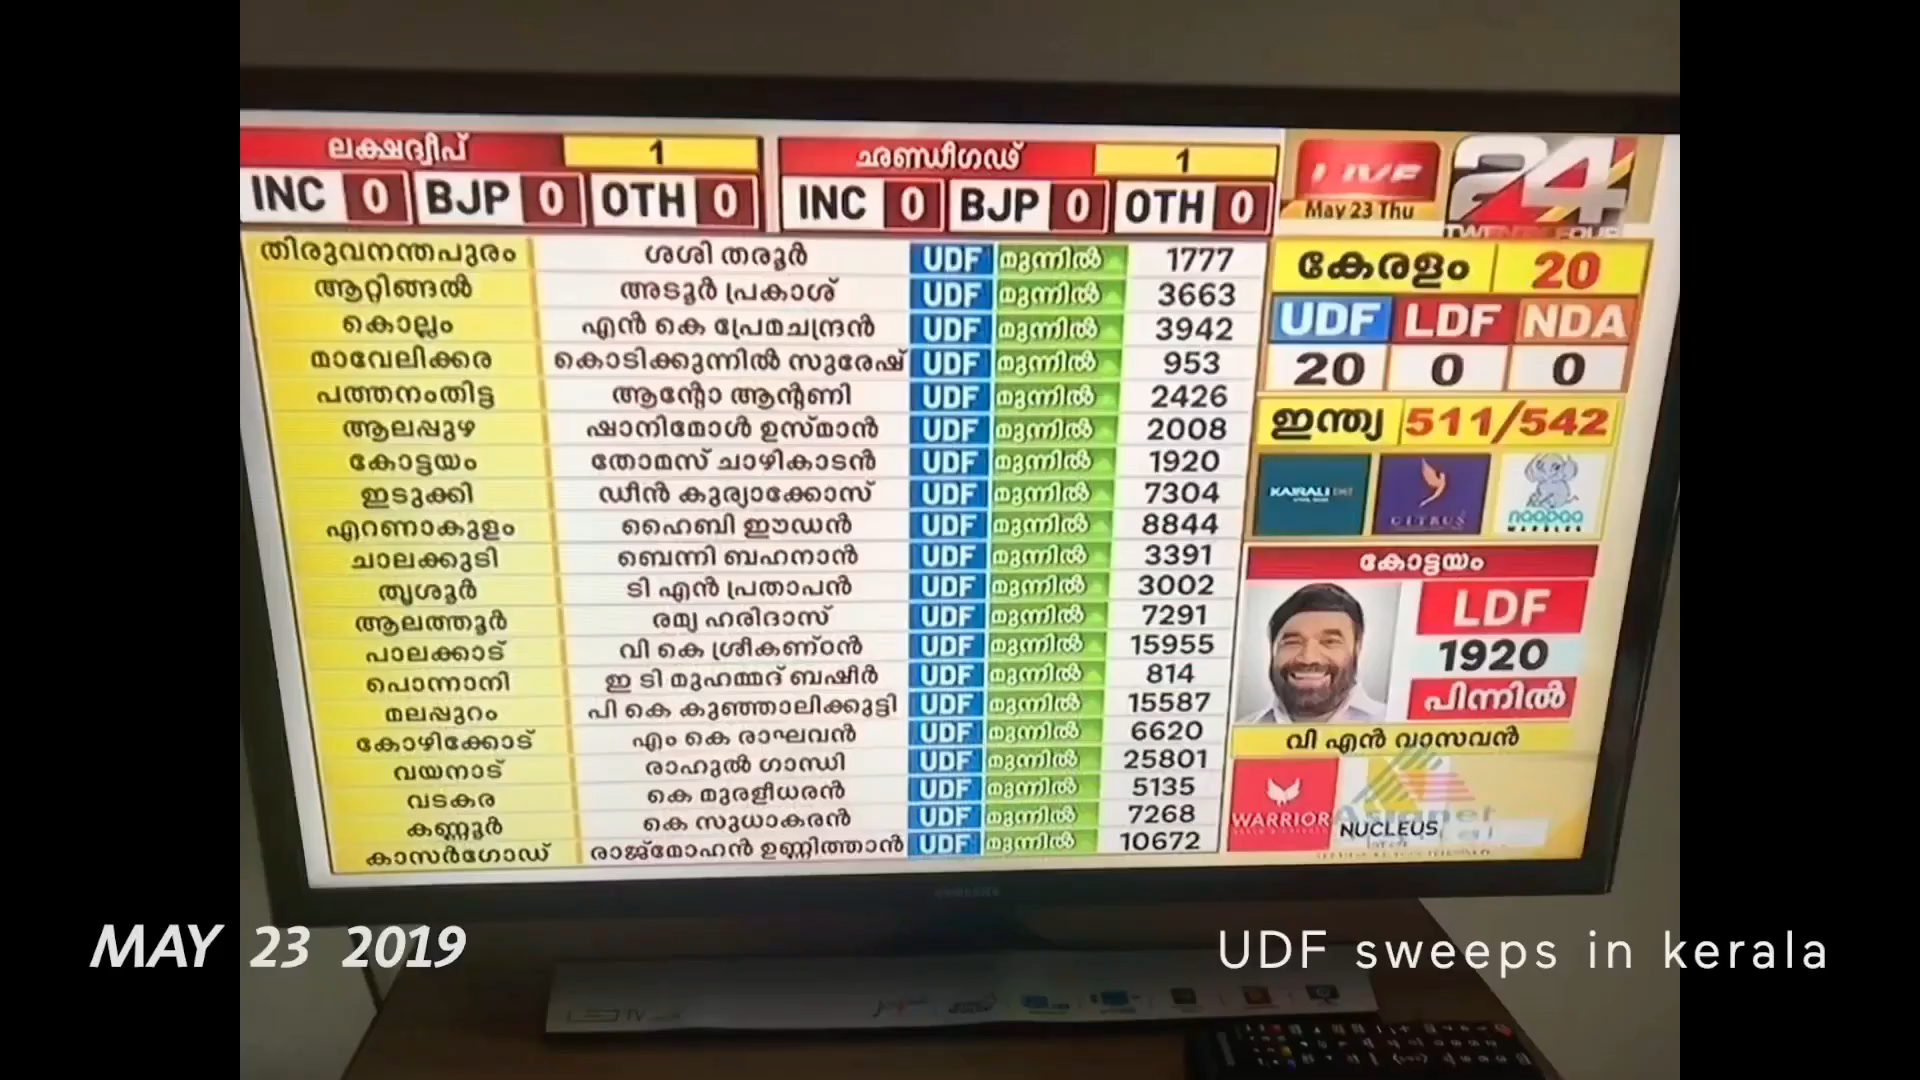 ലക്ഷദ്വീപ് 1
INC 0 BJP 0 OTH 0
ഛണ്ഡീഗഢ് 1
INC 0 BJP 0 OTH 0
LIVE
May 23 Thu
24
TWENTY FOUR
തിരുവനന്തപുരം ശശി തരൂർ UDF മുന്നിൽ 1777
ആറ്റിങ്ങൽ അടൂർ പ്രകാശ് UDF മുന്നിൽ 3663
കൊല്ലം എൻ കെ പ്രേമചന്ദ്രൻ UDF മുന്നിൽ 3942
മാവേലിക്കര കൊടിക്കുന്നിൽ സുരേഷ് UDF മുന്നിൽ 953
പത്തനംതിട്ട ആന്റോ ആന്റണി UDF മുന്നിൽ 2426
ആലപ്പുഴ ഷാനിമോൾ ഉസ്മാൻ UDF മുന്നിൽ 2008
കോട്ടയം തോമസ് ചാഴികാടൻ UDF മുന്നിൽ 1920
ഇടുക്കി ഡീൻ കുര്യാക്കോസ് UDF മുന്നിൽ 7304
എറണാകുളം ഹൈബി ഈഡൻ UDF മുന്നിൽ 8844
ചാലക്കുടി ബെന്നി ബഹനാൻ UDF മുന്നിൽ 3391
തൃശൂർ ടി എൻ പ്രതാപൻ UDF മുന്നിൽ 3002
ആലത്തൂർ രമ്യ ഹരിദാസ് UDF മുന്നിൽ 7291
പാലക്കാട് വി കെ ശ്രീകണ്ഠൻ UDF മുന്നിൽ 15955
പൊന്നാനി ഇ ടി മുഹമ്മദ് ബഷീർ UDF മുന്നിൽ 814
മലപ്പുറം പി കെ കുഞ്ഞാലിക്കുട്ടി UDF മുന്നിൽ 15587
കോഴിക്കോട് എം കെ രാഘവൻ UDF മുന്നിൽ 6620
വയനാട് രാഹുൽ ഗാന്ധി UDF മുന്നിൽ 25801
വടകര കെ മുരളീധരൻ UDF മുന്നിൽ 5135
കണ്ണൂർ കെ സുധാകരൻ UDF മുന്നിൽ 7268
കാസർഗോഡ് രാജ്മോഹൻ ഉണ്ണിത്താൻ UDF മുന്നിൽ 10672
കേരളം 20
UDF LDF NDA
20 0 0
ഇന്ത്യ 511/542
KAIRALI CITRUS
കോട്ടയം
LDF
1920
പിന്നിൽ
വി എൻ വാസവൻ
WARRIOR
Asianet
NUCLEUS
SAMSUNG
MAY 23 2019
UDF sweeps in kerala